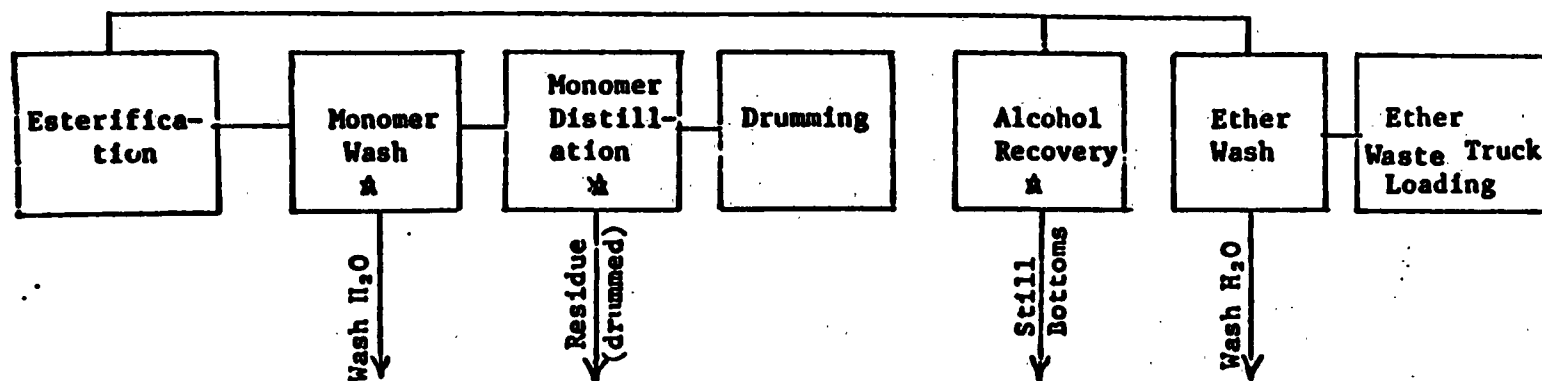 Esterifica-
tion
Monomer
Wash
Monomer
Distill-
ation
Drumming
Alcohol
Recovery
Ether
Wash
Ether
Waste Truck
Loading
Wash H₂O
Residue
(drummed)
Still
Bottoms
Wash H₂O